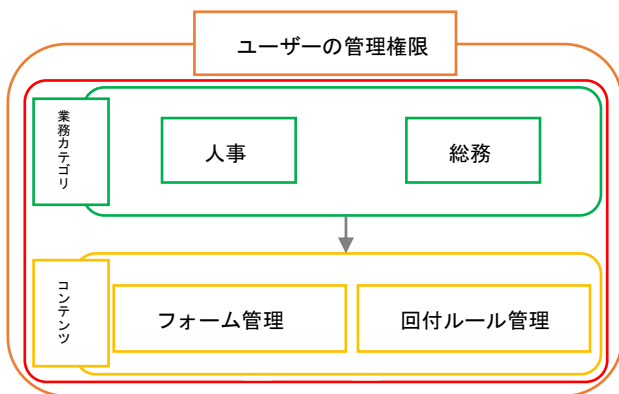 ユーザーの管理権限
業務カテゴリ
人事
総務
コンテンツ
フォーム管理
回付ルール管理